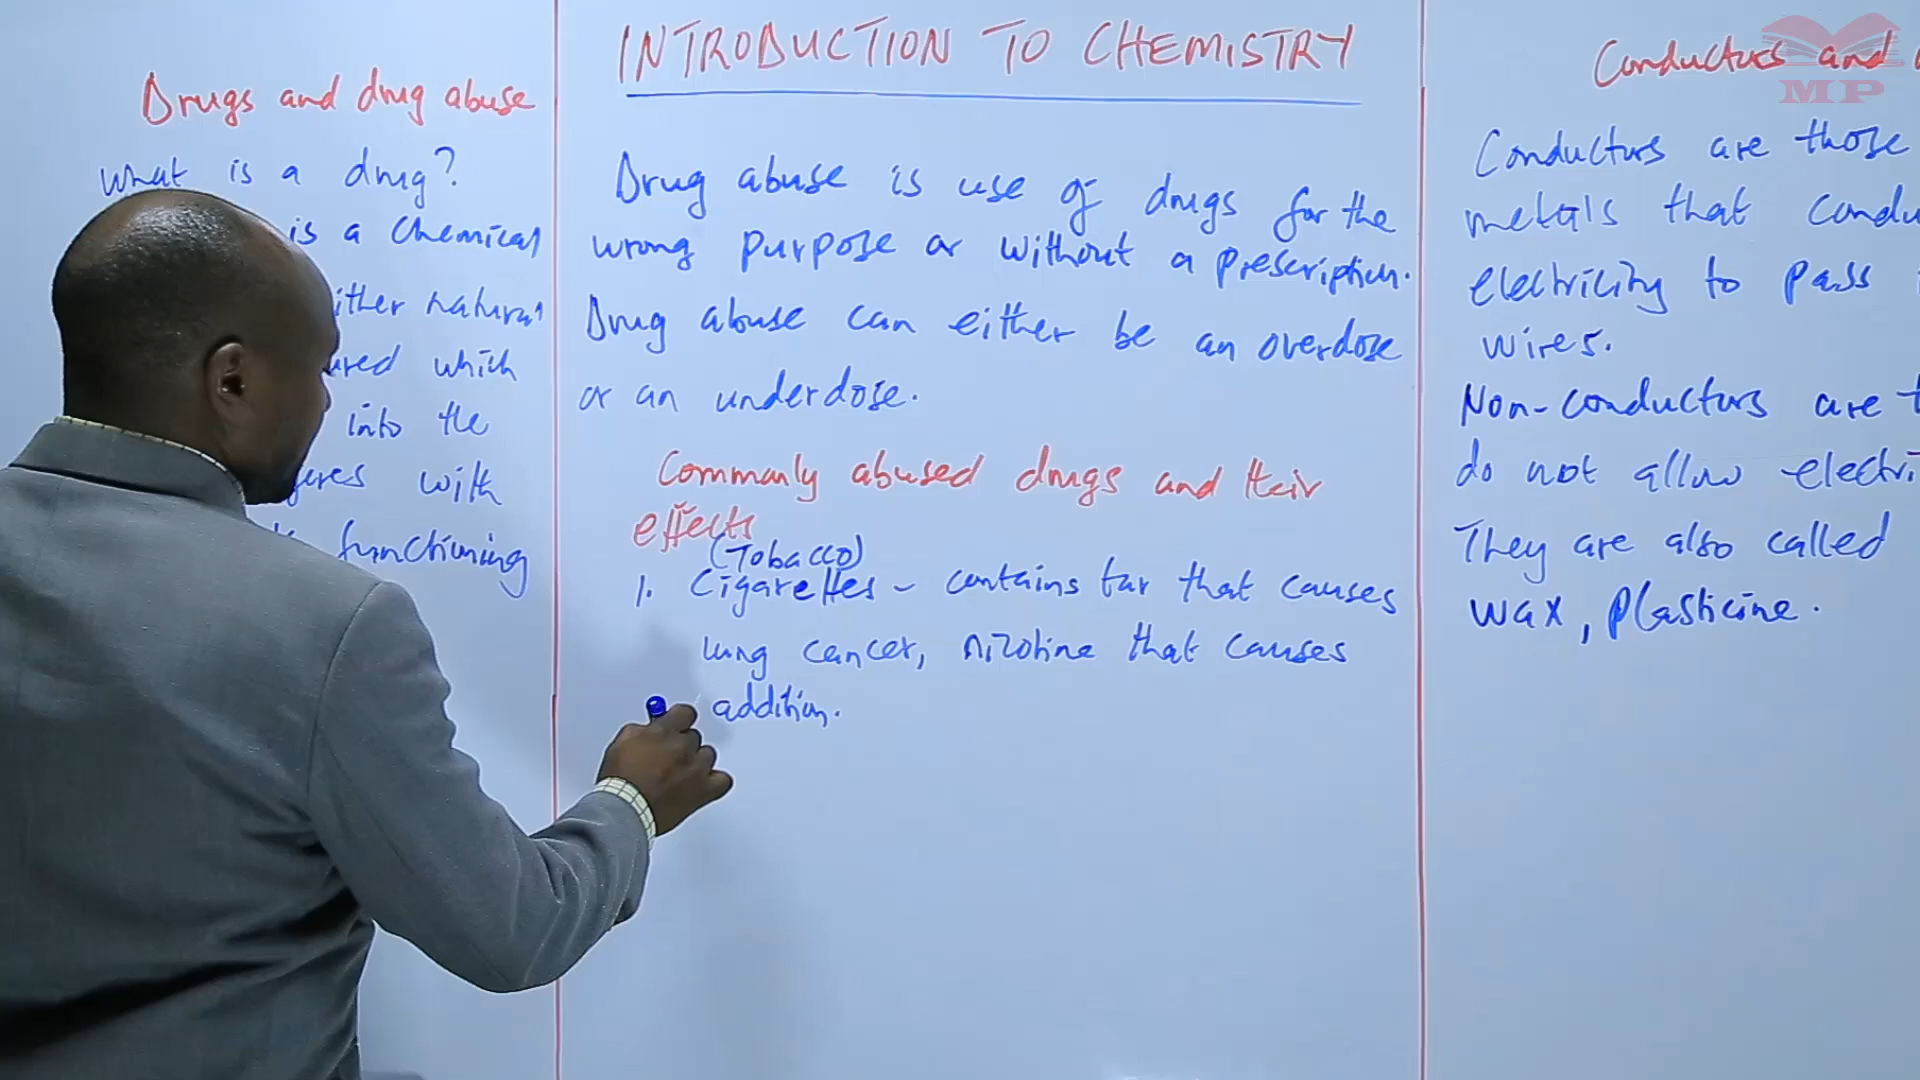 INTRODUCTION TO CHEMISTRY
Drugs and drug abuse
What is a drug?
is a chemical
natural
which
into the
with
functioning
Drug abuse is use of drugs for the
wrong purpose or without a prescription.
Drug abuse can either be an overdose
or an underdose.
Commonly abused drugs and their
effects
(Tobacco)
1. Cigarettes - contains tar that causes
lung cancer, nicotine that causes
addition.
Conductors and
Conductors are those
metals that
electricity to pass
wires.
Non-conductors are
do not allow
They are also called
wax, plasticine.
MP